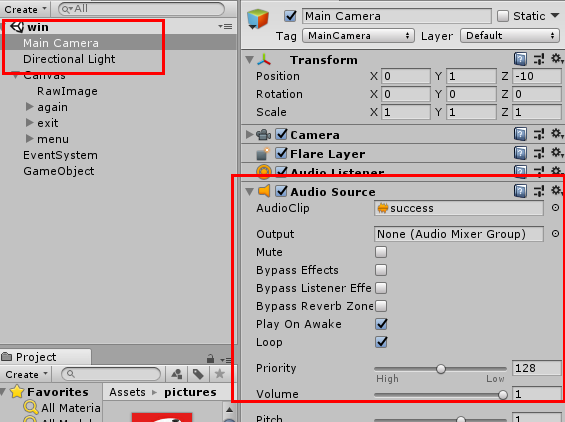 Create
All
win
Main Camera
Directional Light
Canvas
RawImage
again
exit
menu
EventSystem
GameObject
Project
Create
Favorites
All Materia
Assets pictures
Main Camera Static
Tag MainCamera Layer Default
Transform
Position X 0 Y 1 Z -10
Rotation X 0 Y 0 Z 0
Scale X 1 Y 1 Z 1
Camera
Flare Layer
Audio Listener
Audio Source
AudioClip success
Output None (Audio Mixer Group)
Mute
Bypass Effects
Bypass Listener Effe
Bypass Reverb Zone
Play On Awake
Loop
Priority 128
High Low
Volume 1
Pitch 1